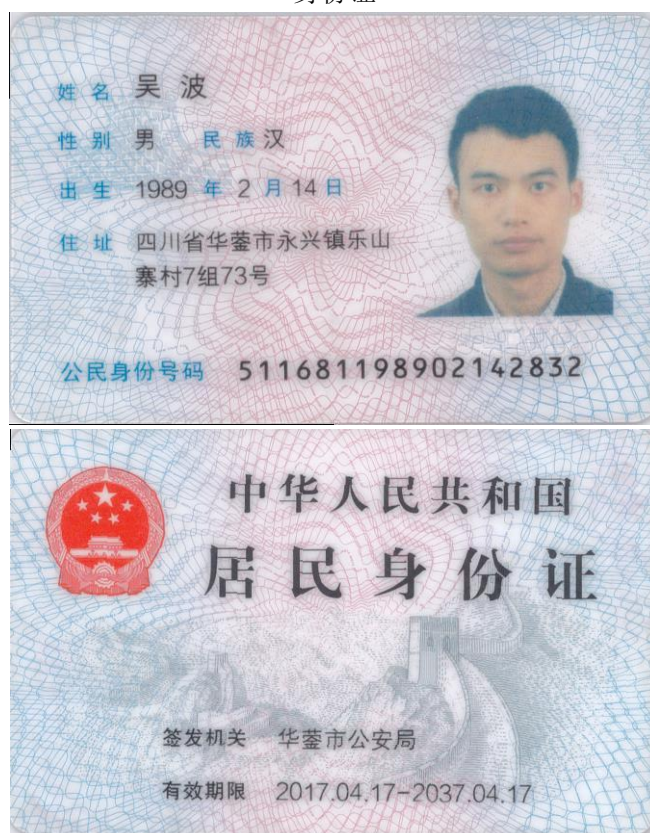 身份证
姓名 吴波
性别 男 民族 汉
出生 1989 年 2 月 14 日
住址 四川省华蓥市永兴镇乐山
寨村7组73号
公民身份号码 511681198902142832
中华人民共和国
居民身份证
签发机关 华蓥市公安局
有效期限 2017.04.17-2037.04.17